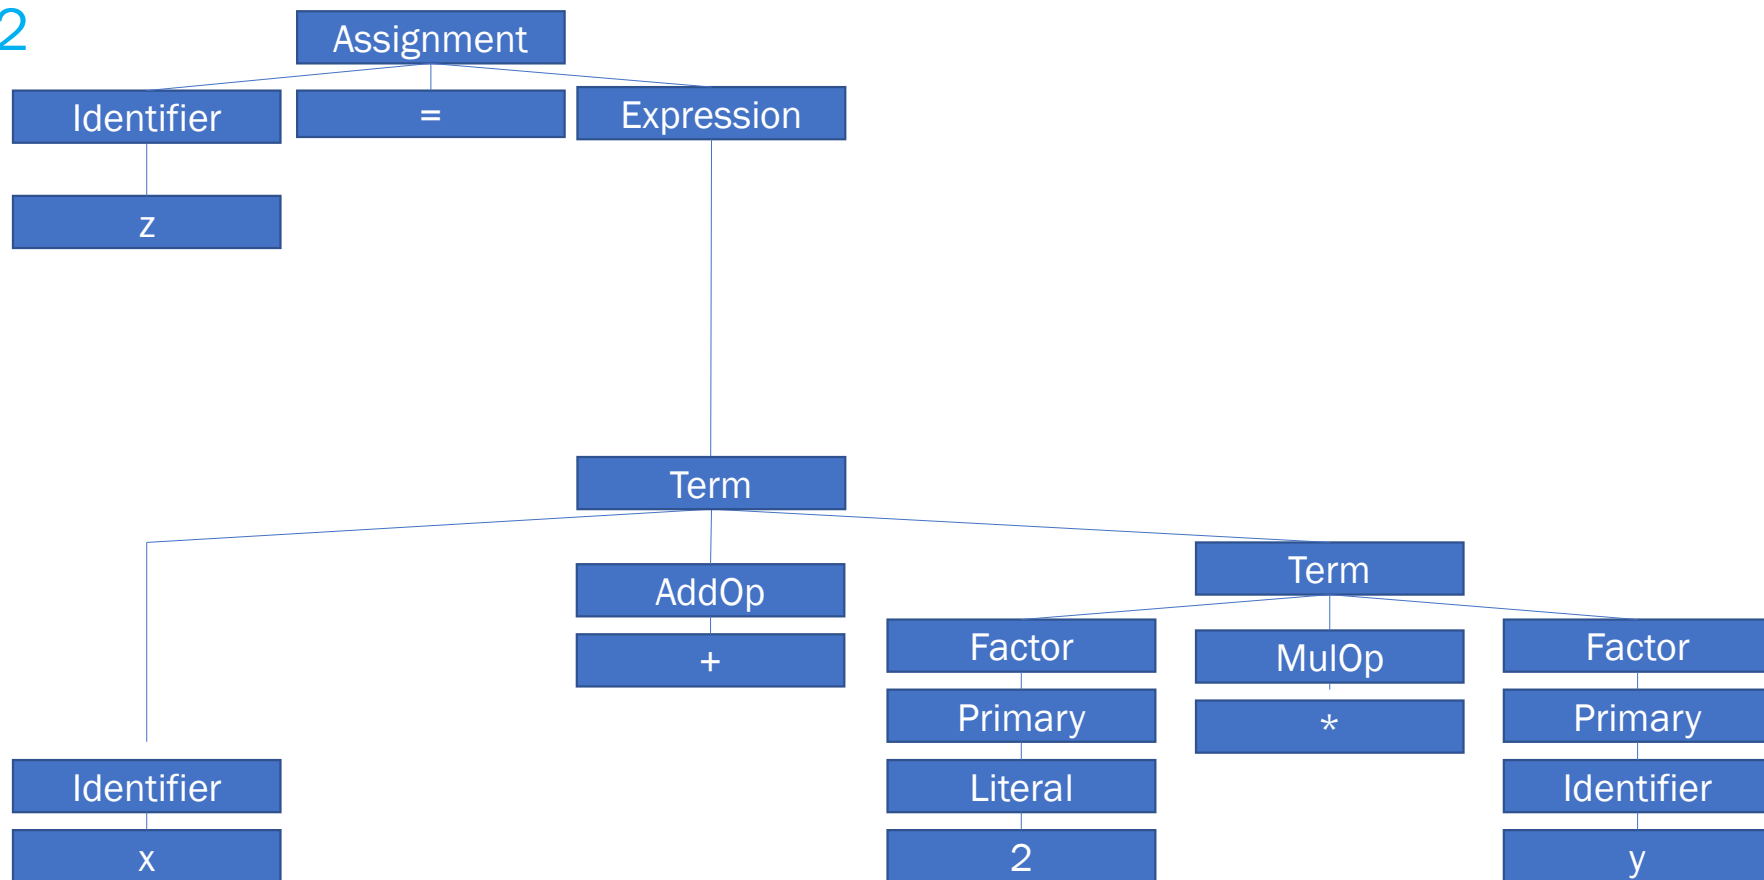 2
Assignment
Identifier = Expression
z
Term
AddOp Term
+ Factor MulOp Factor
Primary * Primary
Identifier Literal Identifier
x 2 y